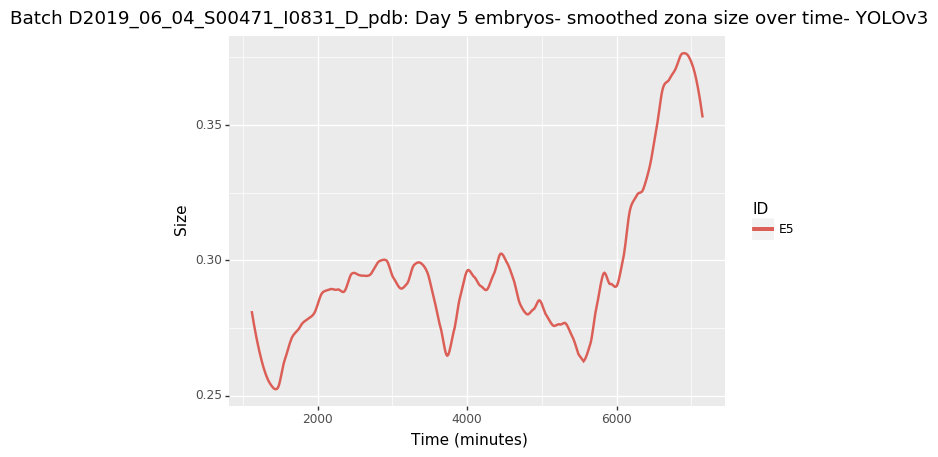 Batch D2019_06_04_S00471_I0831_D_pdb: Day 5 embryos- smoothed zona size over time- YOLOv3
0.35
0.30
0.25
Size
2000
4000
6000
Time (minutes)
ID
E5